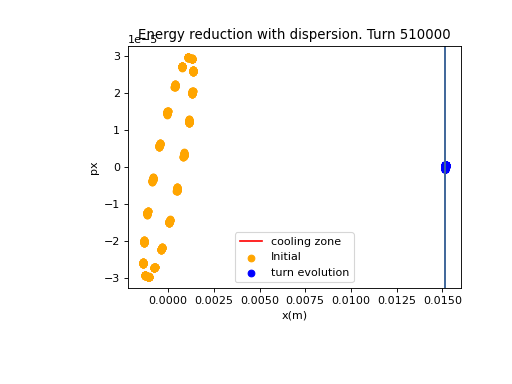 Energy reduction with dispersion. Turn 510000
1e−5
3
2
1
0
−1
−2
−3
px
cooling zone
Initial
turn evolution
0.0000 0.0025 0.0050 0.0075 0.0100 0.0125 0.0150
x(m)